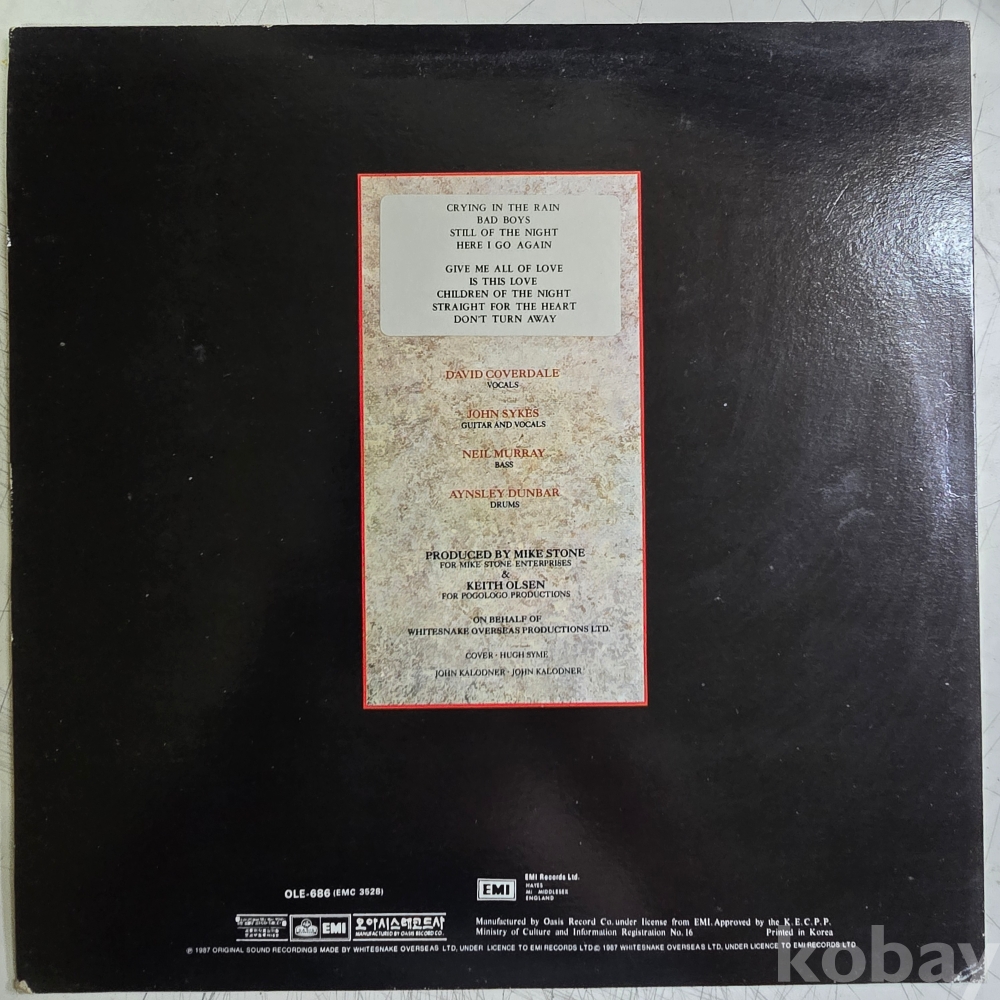 CRYING IN THE RAIN
BAD BOYS
STILL OF THE NIGHT
HERE I GO AGAIN
GIVE ME ALL OF LOVE
IS THIS LOVE
CHILDREN OF THE NIGHT
STRAIGHT FOR THE HEART
DON'T TURN AWAY
DAVID COVERDALE
VOCALS
JOHN SYKES
GUITAR AND VOCALS
NEIL MURRAY
BASS
AYNSLEY DUNBAR
DRUMS
PRODUCED BY MIKE STONE
FOR MIKE STONE ENTERPRISES
&
KEITH OLSEN
FOR POGOLOGO PRODUCTIONS
ON BEHALF OF
WHITESNAKE OVERSEAS PRODUCTIONS LTD.
COVER · HUGH SYME
JOHN KALODNER · JOHN KALODNER
OLE-686 (EMC 3528)
EMI
EMI Records Ltd.
HAYES
MIDDLESEX
ENGLAND
EMI
오아시스레코드사
MANUFACTURED BY OASIS RECORD CO.
Manufactured by Oasis Record Co. under license from EMI. Approved by the K.E.C.P.P.
Ministry of Culture and Information Registration No. 16 Printed in Korea
℗ 1987 ORIGINAL SOUND RECORDINGS MADE BY WHITESNAKE OVERSEAS LTD, UNDER LICENCE TO EMI RECORDS LTD © 1987 WHITESNAKE OVERSEAS LTD, UNDER LICENCE TO EMI RECORDS LTD
kobay